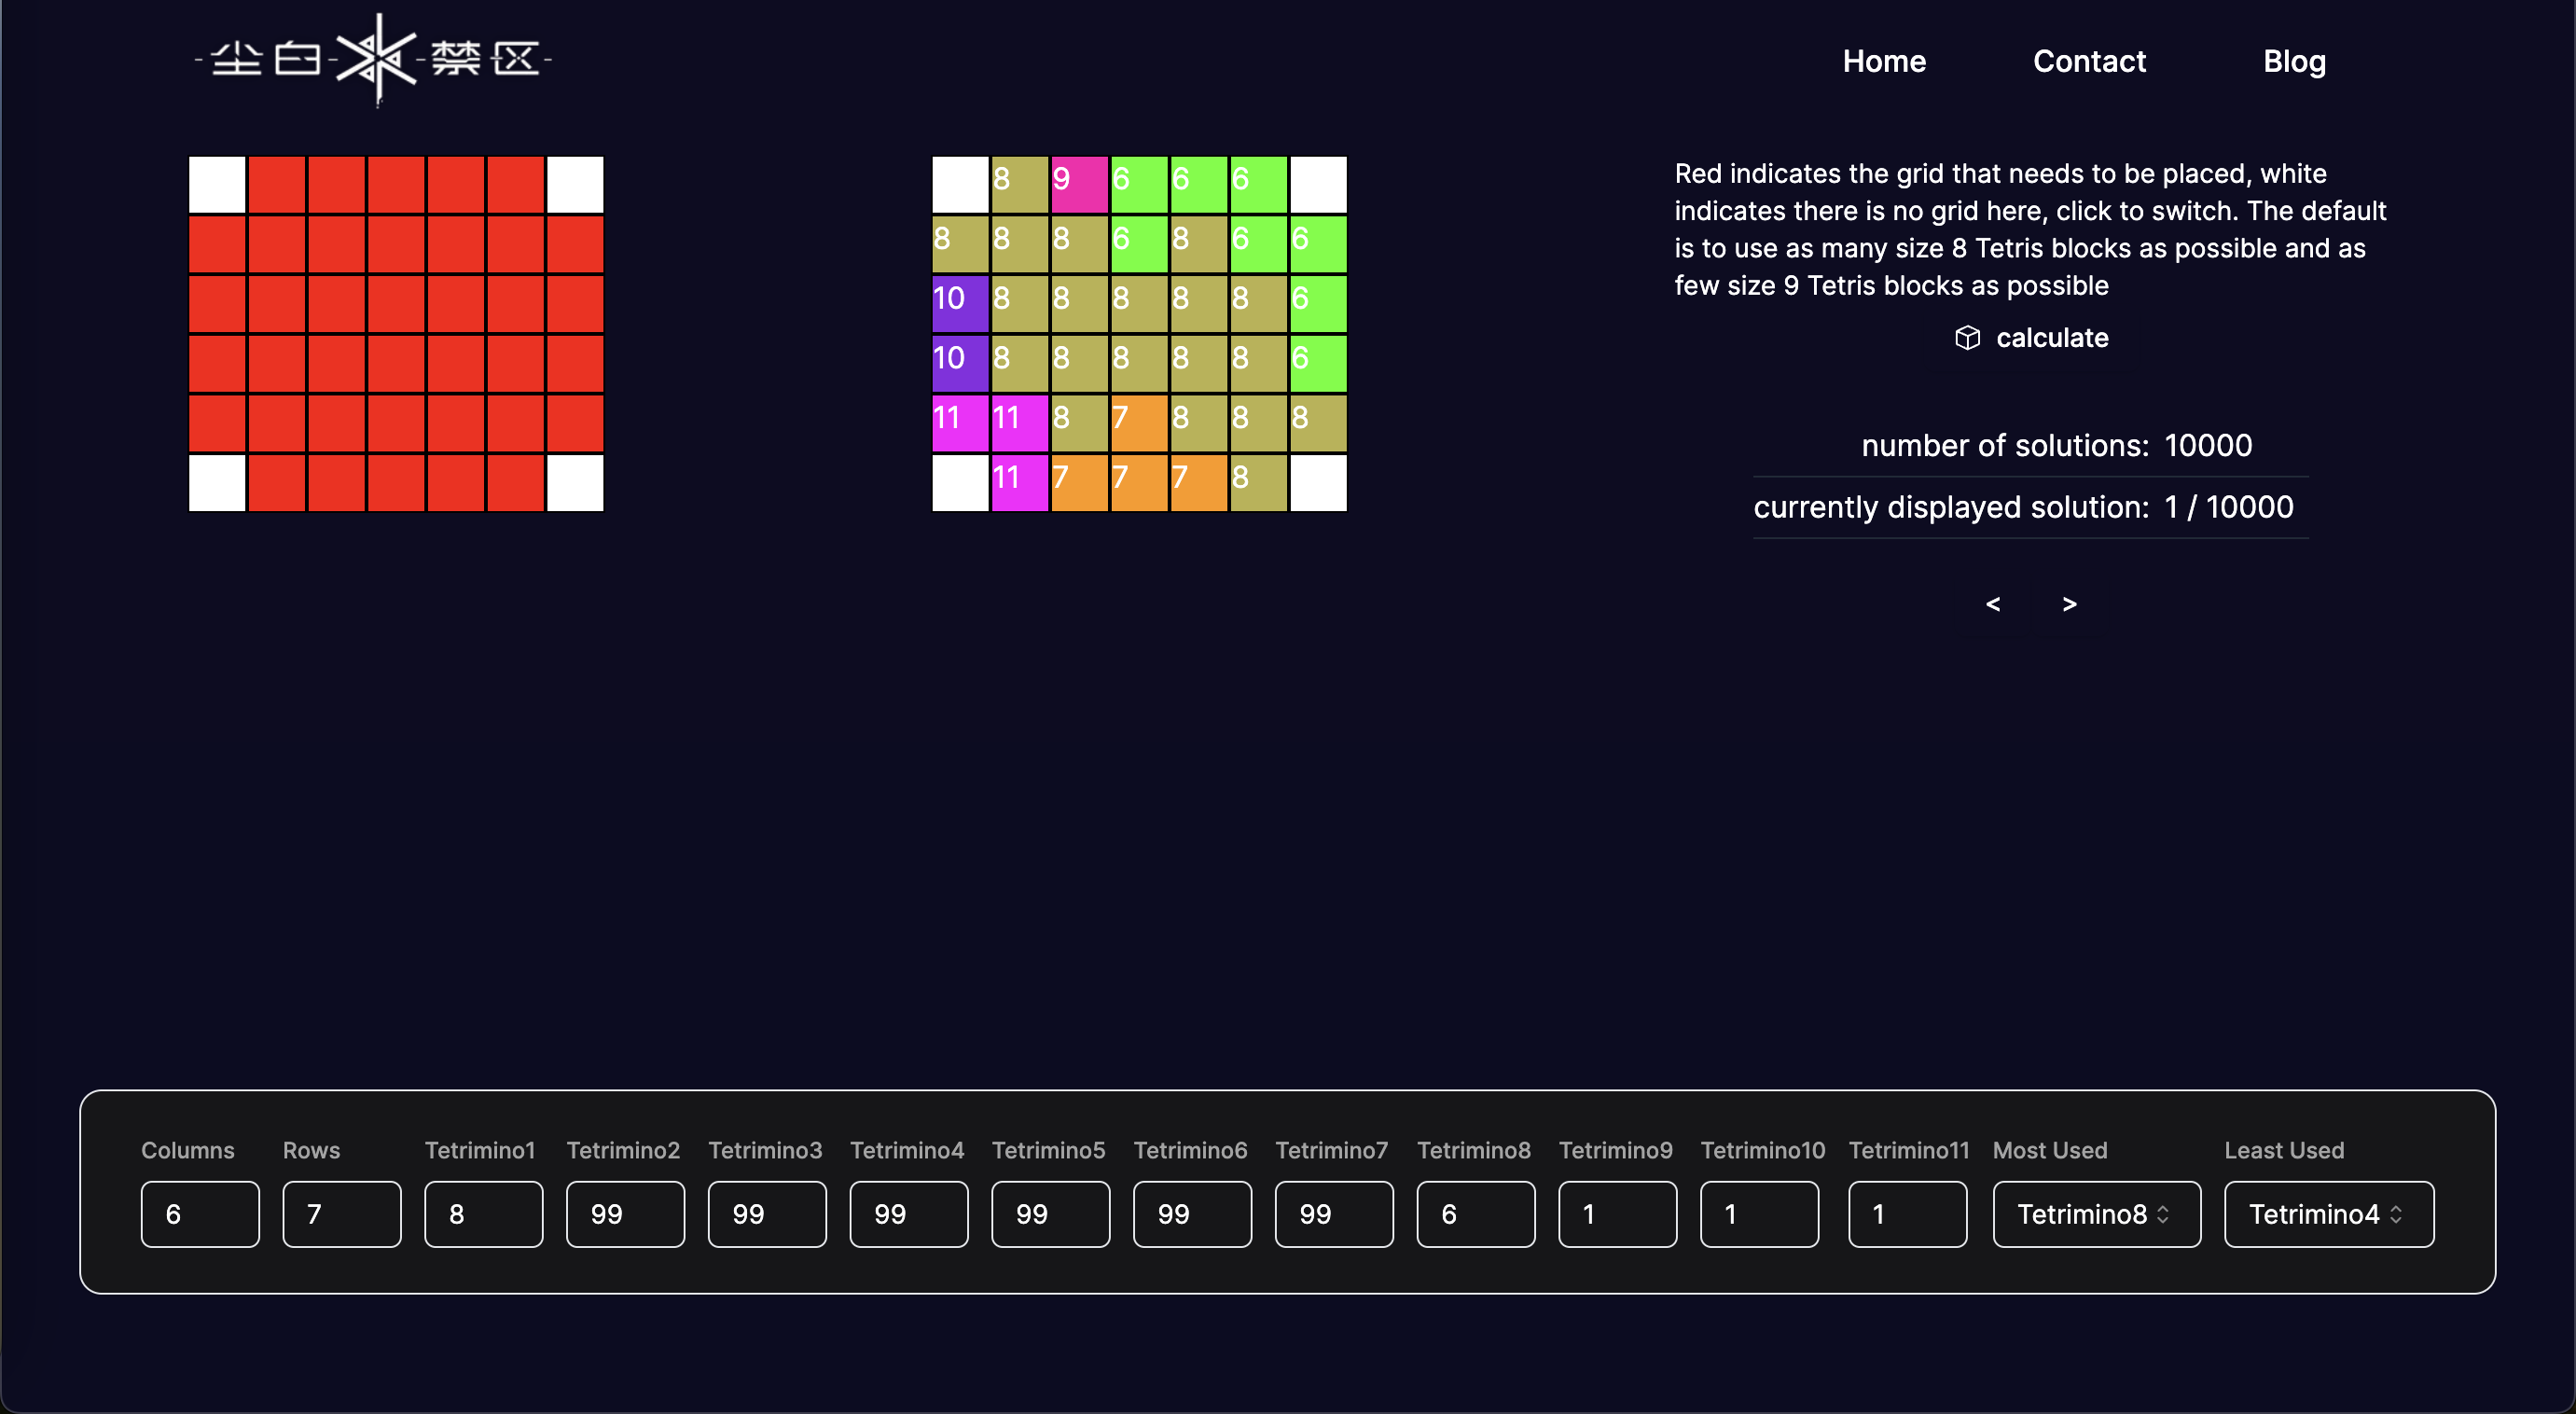 尘白禁区
Home Contact Blog
8 9 6 6 6
8 8 8 6 8 6 6
10 8 8 8 8 8 6
10 8 8 8 8 8 6
11 11 8 7 8 8 8
11 7 7 7 8
Red indicates the grid that needs to be placed, white
indicates there is no grid here, click to switch. The default
is to use as many size 8 Tetris blocks as possible and as
few size 9 Tetris blocks as possible
calculate
number of solutions: 10000
currently displayed solution: 1 / 10000
< >
Columns Rows Tetrimino1 Tetrimino2 Tetrimino3 Tetrimino4 Tetrimino5 Tetrimino6 Tetrimino7 Tetrimino8 Tetrimino9 Tetrimino10 Tetrimino11 Most Used Least Used
6 7 8 99 99 99 99 99 99 6 1 1 1 Tetrimino8 Tetrimino4